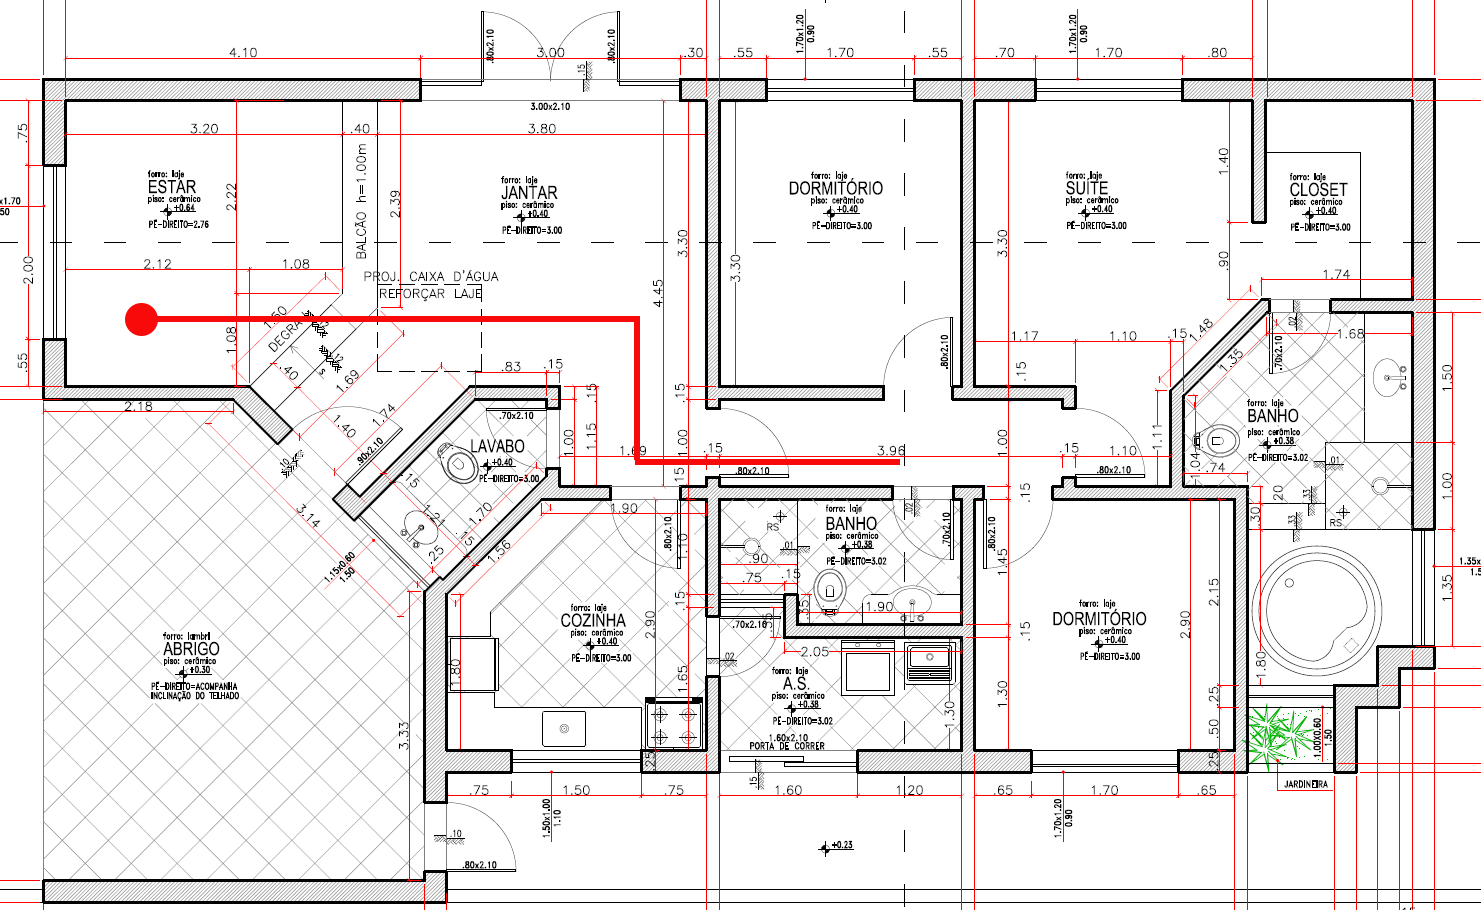 4.10
.80x2.10
3.00
.15
.80x2.10
.30
.55
1.70x1.20
0.90
1.70
.55
.70
1.70x1.20
0.90
1.70
.80
3.00x2.10
.75
3.20
.40
3.80
BALCÃO h=1.00m
2.22
2.39
forro: laje
ESTAR
piso: cerâmico
+0.64
PÉ-DIREITO=2.76
forro: laje
JANTAR
piso: cerâmico
+0.40
PÉ-DIREITO=3.00
forro: laje
DORMITÓRIO
piso: cerâmico
+0.40
PÉ-DIREITO=3.00
forro: laje
SUÍTE
piso: cerâmico
+0.40
PÉ-DIREITO=3.00
1.40
forro: laje
CLOSET
piso: cerâmico
+0.40
PÉ-DIREITO=3.00
x1.70
50
2.00
2.12
1.08
PROJ. CAIXA D'ÁGUA
REFORÇAR LAJE
3.30
4.45
3.30
3.30
.90
1.74
1.50
DEGRA
1.08
.40
1.69
.55
.83
.15
.15
.15
.80x2.10
1.17
1.10
.15
.15
1.48
1.35
.02
.70x2.10
1.68
1.50
2.18
1.40
1.74
.90x2.10
.10
.70x2.10
LAVABO
+0.40
PÉ-DIREITO=3.00
1.00
1.15
1.69
1.00
.15
.80x2.10
3.96
1.00
.15
1.10
.80x2.10
1.11
forro: laje
BANHO
piso: cerâmico
+0.38
PÉ-DIREITO=3.02
1.04
.74
.01
.20
.33
.33
RS
1.00
.30
3.14
.15
1.21
1.70
.15
.25
1.56
1.15x0.60
1.50
1.90
.80x2.10
1.10
.15
.15
RS
.01
.90
.75
.15
forro: laje
BANHO
piso: cerâmico
+0.38
PÉ-DIREITO=3.02
.02
.70x2.10
.80x2.10
1.45
.15
1.90
.35
2.15
1.35x
1.5
1.35
forro: lambril
ABRIGO
piso: cerâmico
+0.30
PÉ-DIREITO=ACOMPANHA
INCLINAÇÃO DO TELHADO
forro: laje
COZINHA
piso: cerâmico
+0.40
PÉ-DIREITO=3.00
2.90
.15
.70x2.10
.02
2.05
forro: laje
A.S.
piso: cerâmico
+0.38
PÉ-DIREITO=3.02
forro: laje
DORMITÓRIO
piso: cerâmico
+0.40
PÉ-DIREITO=3.00
.15
2.90
1.80
1.80
1.65
1.30
1.30
.25
3.33
.50
1.00x0.60
1.50
1.60x2.10
PORTA DE CORRER
.25
.15
.25
JARDINEIRA
.75
1.50
.75
1.50x1.00
1.10
1.60
1.20
.65
1.70
.65
1.70x1.20
0.90
.10
.80x2.10
+0.23